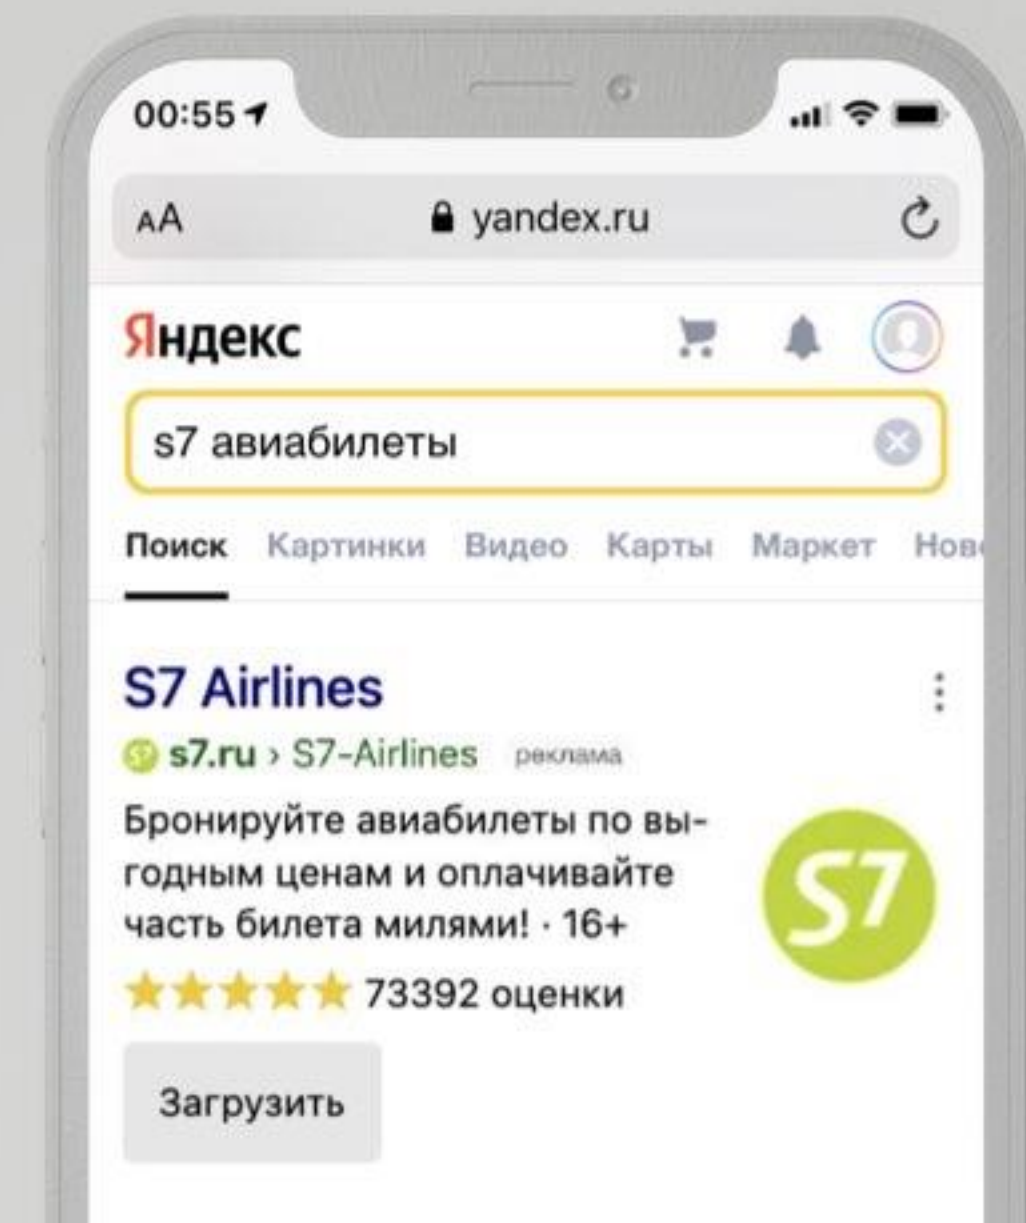 00:55
AA
yandex.ru
Яндекс
s7 авиабилеты
Поиск Картинки Видео Карты Маркет Нов
S7 Airlines
s7.ru › S7-Airlines реклама
Бронируйте авиабилеты по вы-
годным ценам и оплачивайте
часть билета милями! · 16+
S7
73392 оценки
Загрузить